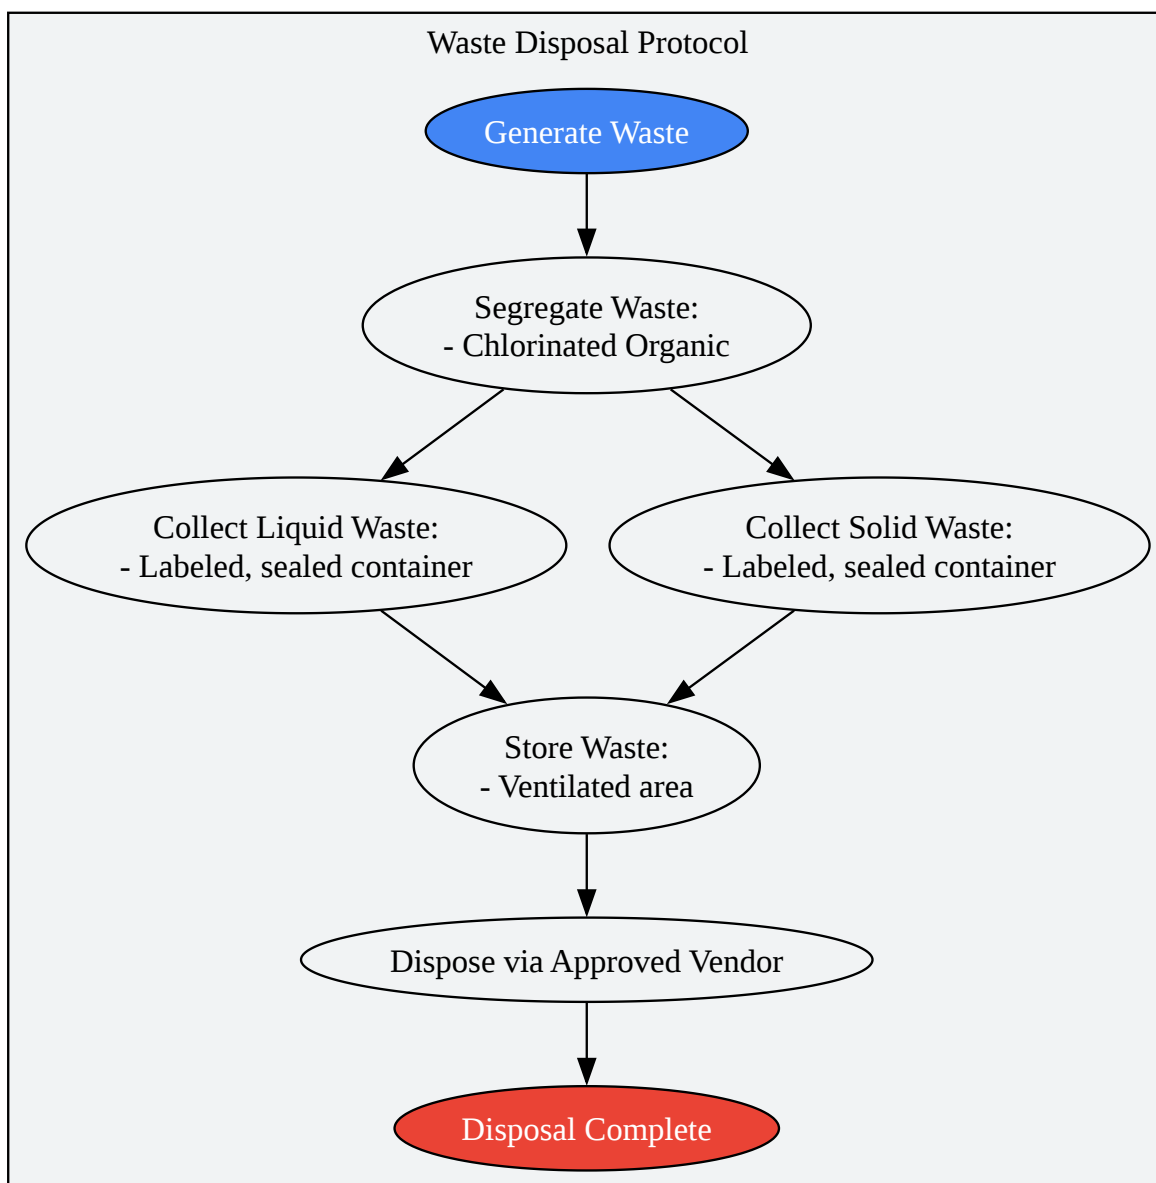 Waste Disposal Protocol
Generate Waste
Segregate Waste:
- Chlorinated Organic
Collect Liquid Waste:
- Labeled, sealed container
Collect Solid Waste:
- Labeled, sealed container
Store Waste:
- Ventilated area
Dispose via Approved Vendor
Disposal Complete